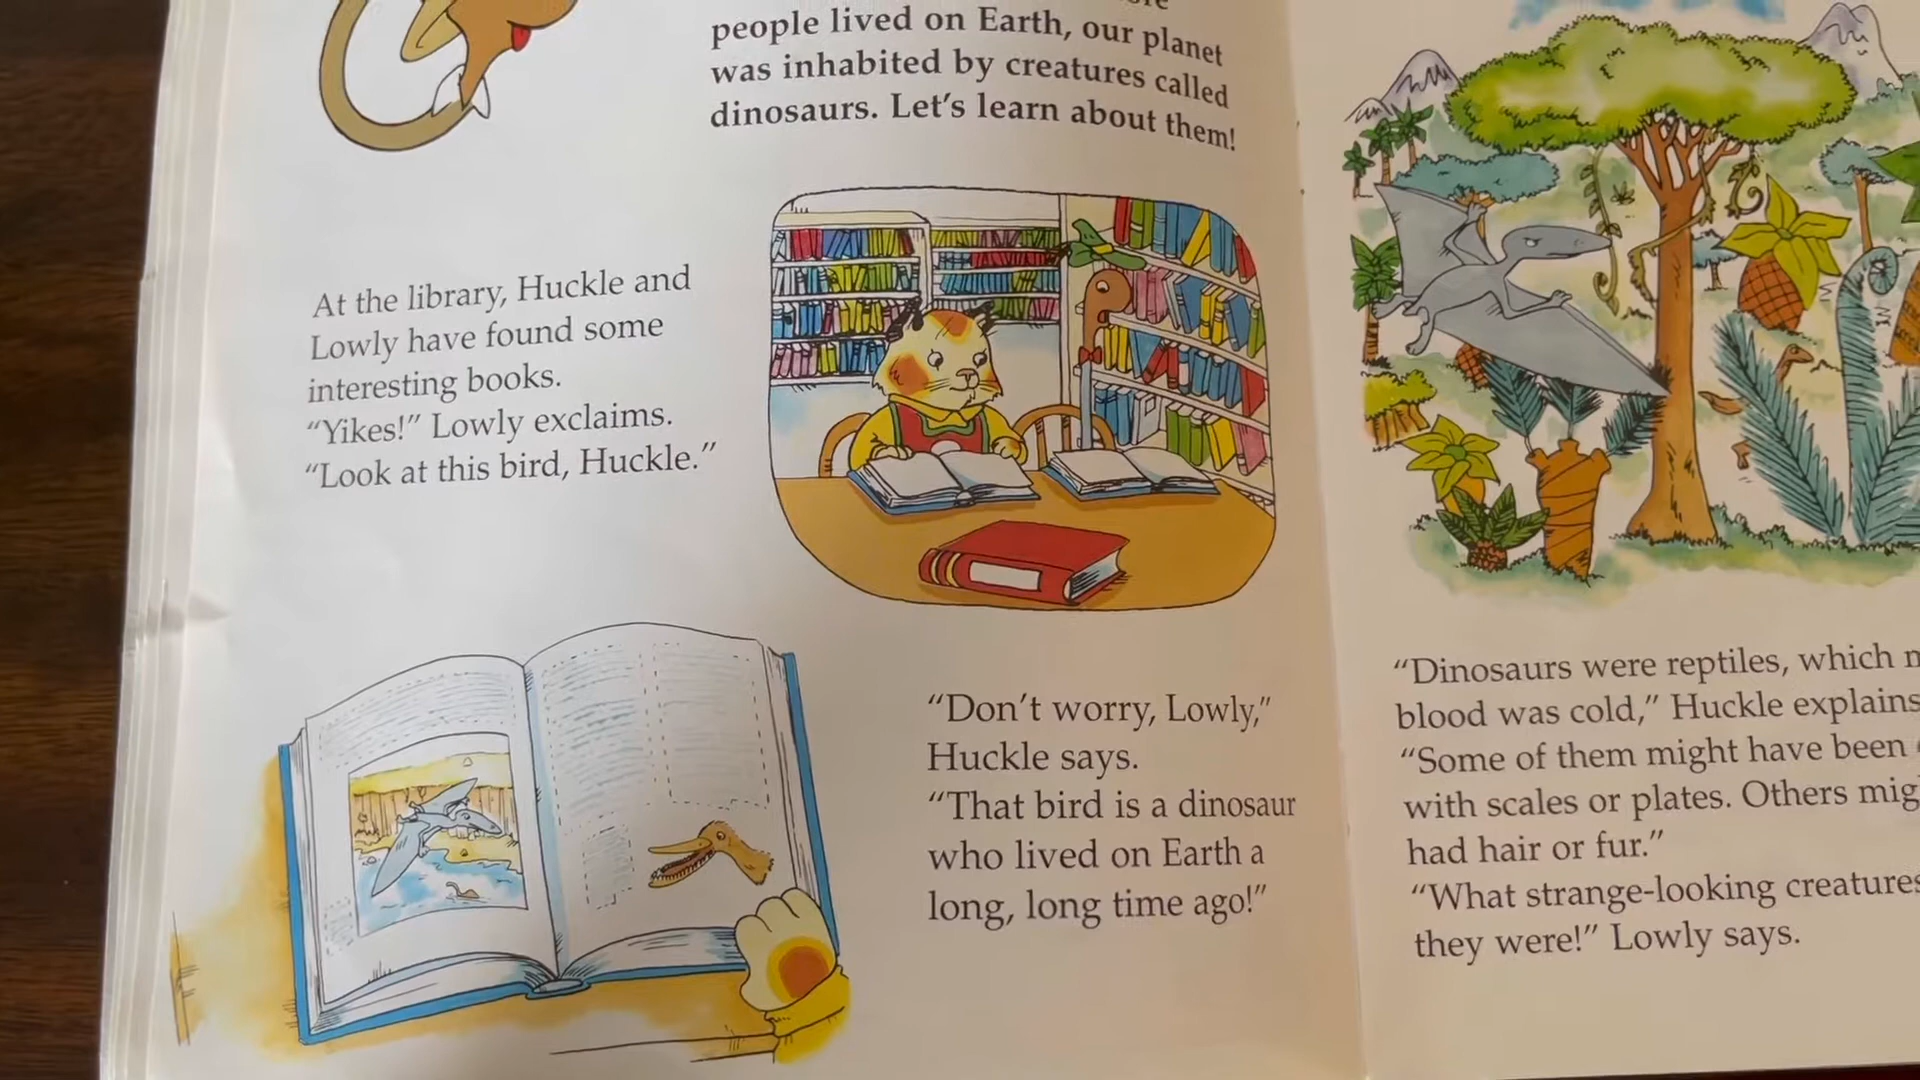 people lived on Earth, our planet
was inhabited by creatures called
dinosaurs. Let's learn about them!
At the library, Huckle and
Lowly have found some
interesting books.
“Yikes!” Lowly exclaims.
“Look at this bird, Huckle.”
“Don't worry, Lowly,”
Huckle says.
“That bird is a dinosaur
who lived on Earth a
long, long time ago!”
“Dinosaurs were reptiles, which
blood was cold,” Huckle explains
“Some of them might have been
with scales or plates. Others
had hair or fur.”
“What strange-looking creatures
they were!” Lowly says.